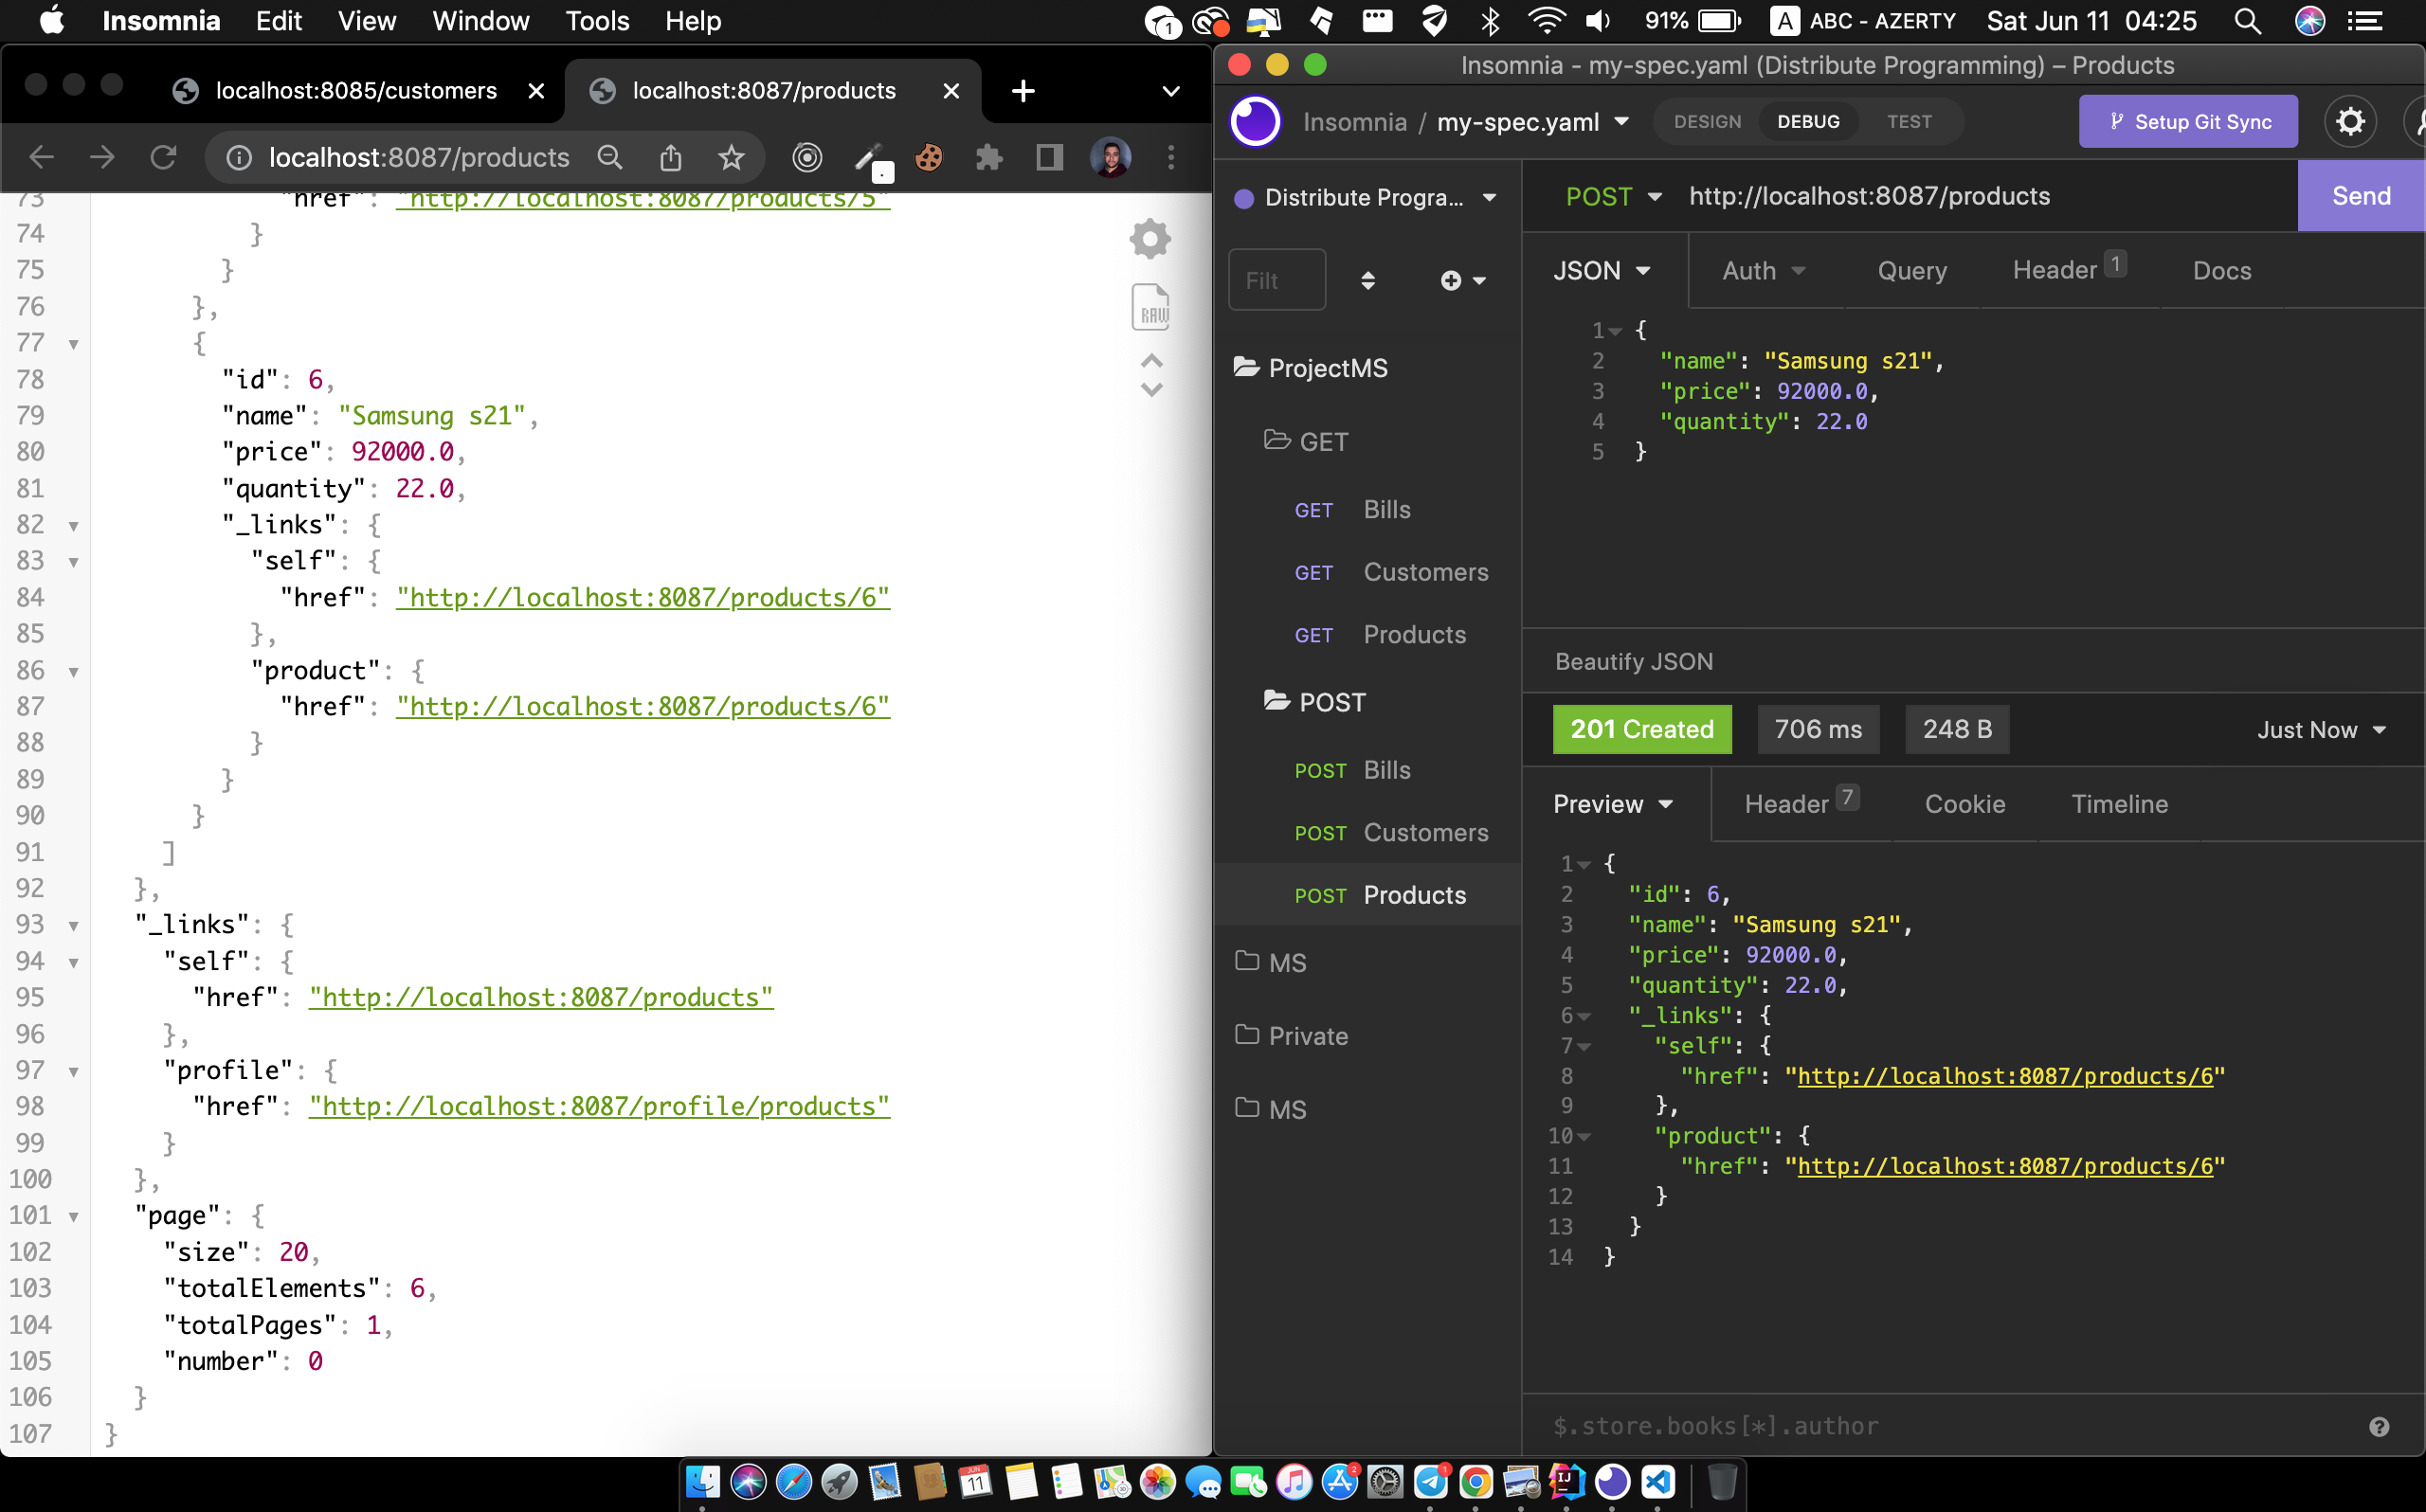 Insomnia Edit View Window Tools Help 1 91% A ABC - AZERTY Sat Jun 11 04:25
localhost:8085/customers
localhost:8087/products
localhost:8087/products
73 "href": "http://localhost:8087/products/5"
74 }
75 }
76 },
77 {
78 "id": 6,
79 "name": "Samsung s21",
80 "price": 92000.0,
81 "quantity": 22.0,
82 "_links": {
83 "self": {
84 "href": "http://localhost:8087/products/6"
85 },
86 "product": {
87 "href": "http://localhost:8087/products/6"
88 }
89 }
90 }
91 ]
92 },
93 "_links": {
94 "self": {
95 "href": "http://localhost:8087/products"
96 },
97 "profile": {
98 "href": "http://localhost:8087/profile/products"
99 }
100 },
101 "page": {
102 "size": 20,
103 "totalElements": 6,
104 "totalPages": 1,
105 "number": 0
106 }
107 }
RAW
Insomnia - my-spec.yaml (Distribute Programming) – Products
Insomnia / my-spec.yaml DESIGN DEBUG TEST Setup Git Sync
Distribute Progra...
Filt
ProjectMS
GET
GET Bills
GET Customers
GET Products
POST
POST Bills
POST Customers
POST Products
MS
Private
MS
POST http://localhost:8087/products Send
JSON Auth Query Header 1 Docs
1 {
2 "name": "Samsung s21",
3 "price": 92000.0,
4 "quantity": 22.0
5 }
Beautify JSON
201 Created 706 ms 248 B Just Now
Preview Header 7 Cookie Timeline
1 {
2 "id": 6,
3 "name": "Samsung s21",
4 "price": 92000.0,
5 "quantity": 22.0,
6 "_links": {
7 "self": {
8 "href": "http://localhost:8087/products/6"
9 },
10 "product": {
11 "href": "http://localhost:8087/products/6"
12 }
13 }
14 }
$.store.books[*].author
JUN
11
2
1
IJ